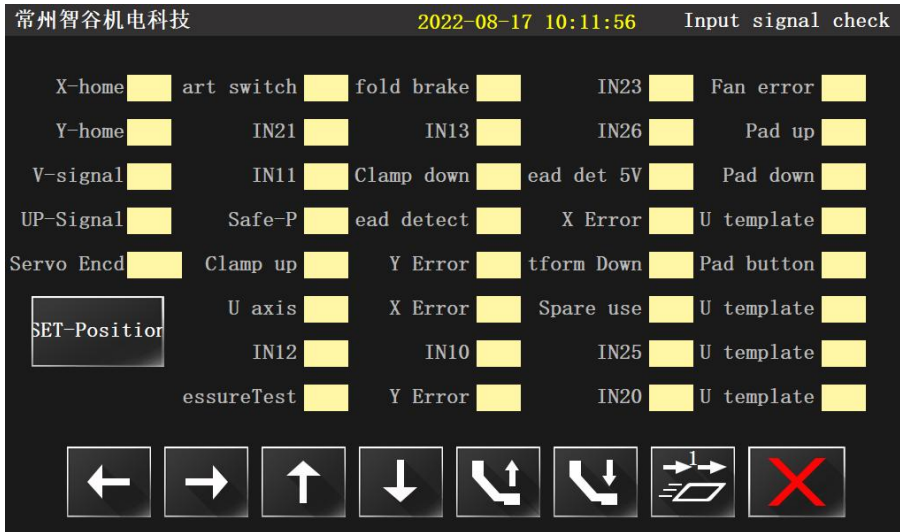 常州智谷机电科技 2022-08-17 10:11:56 Input signal check
X-home art switch fold brake IN23 Fan error
Y-home IN21 IN13 IN26 Pad up
V-signal IN11 Clamp down ead det 5V Pad down
UP-Signal Safe-P ead detect X Error U template
Servo Encd Clamp up Y Error tform Down Pad button
U axis X Error Spare use U template
SET-Position
IN12 IN10 IN25 U template
essureTest Y Error IN20 U template
1